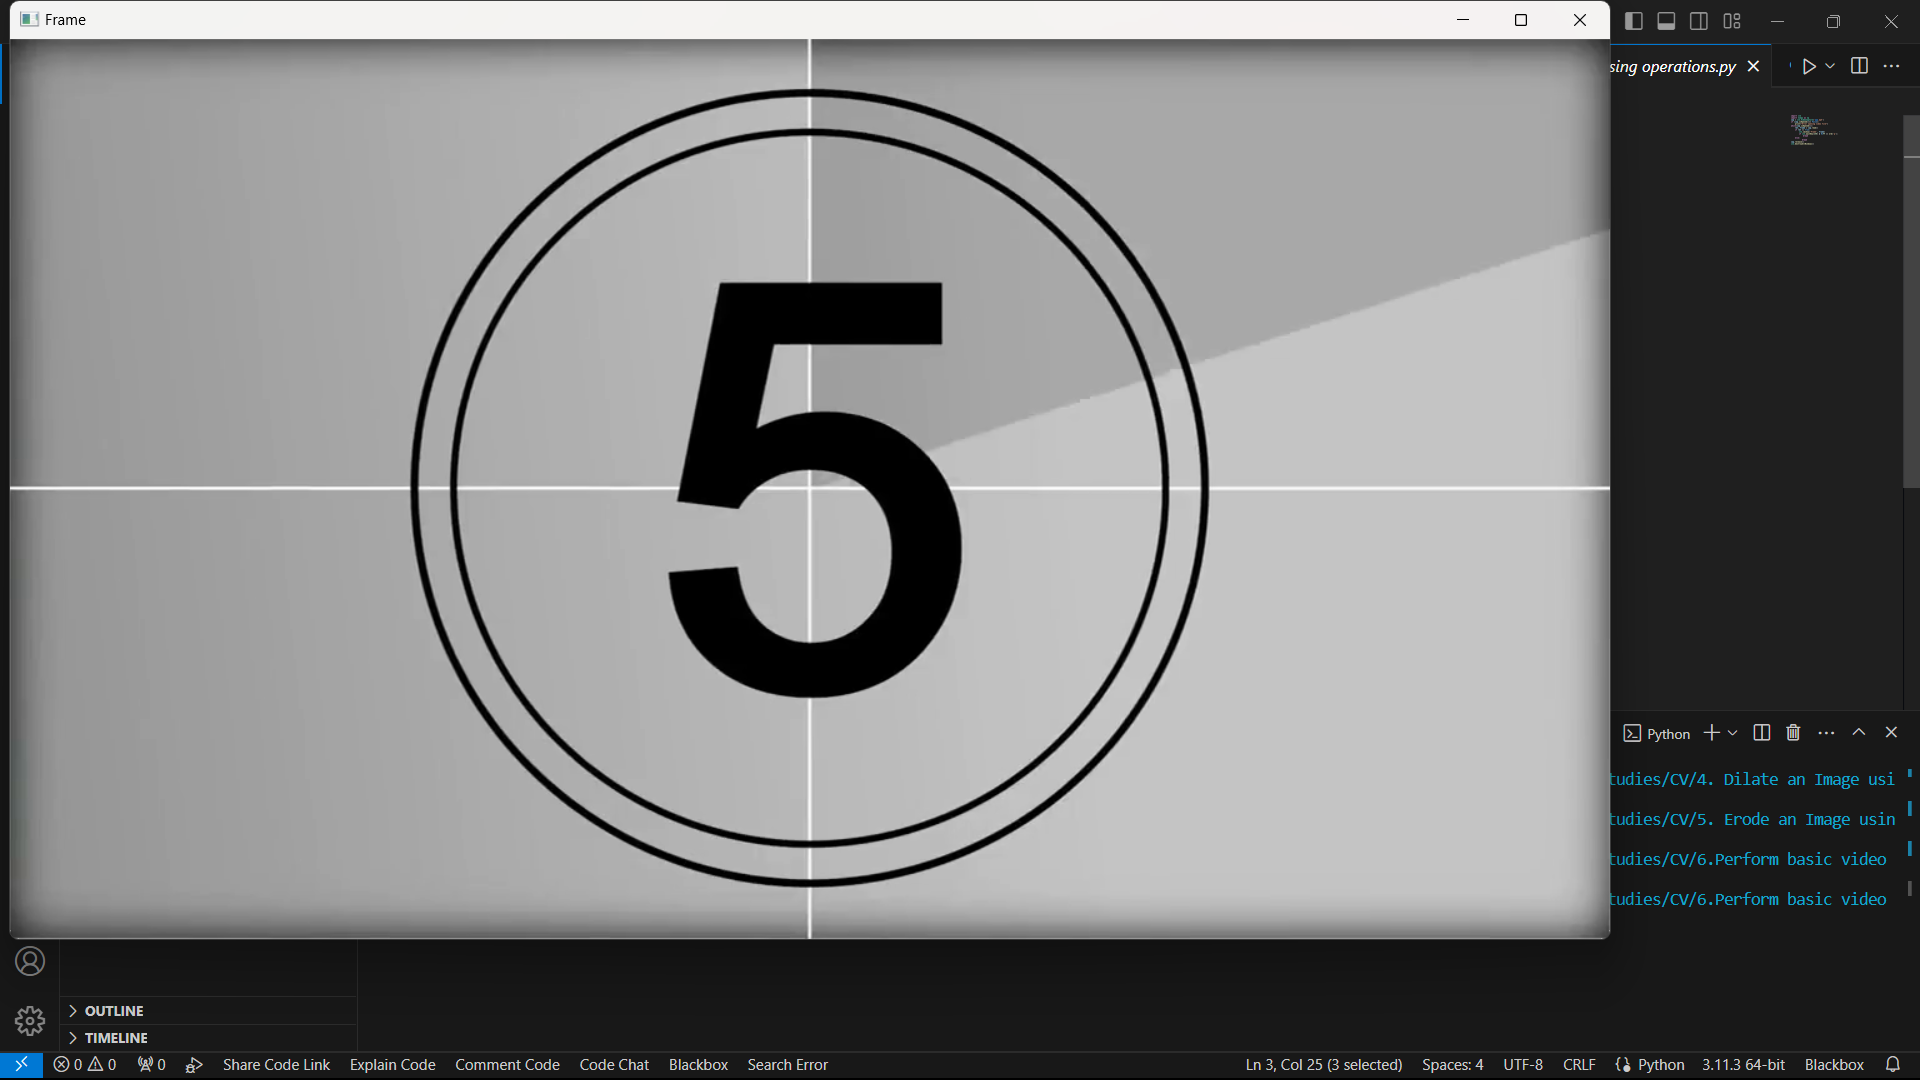 Frame
sing operations.py
5
Python
tudies/CV/4. Dilate an Image usi
tudies/CV/5. Erode an Image usin
tudies/CV/6.Perform basic video
tudies/CV/6.Perform basic video
OUTLINE
TIMELINE
0 0 0 Share Code Link Explain Code Comment Code Code Chat Blackbox Search Error Ln 3, Col 25 (3 selected) Spaces: 4 UTF-8 CRLF Python 3.11.3 64-bit Blackbox